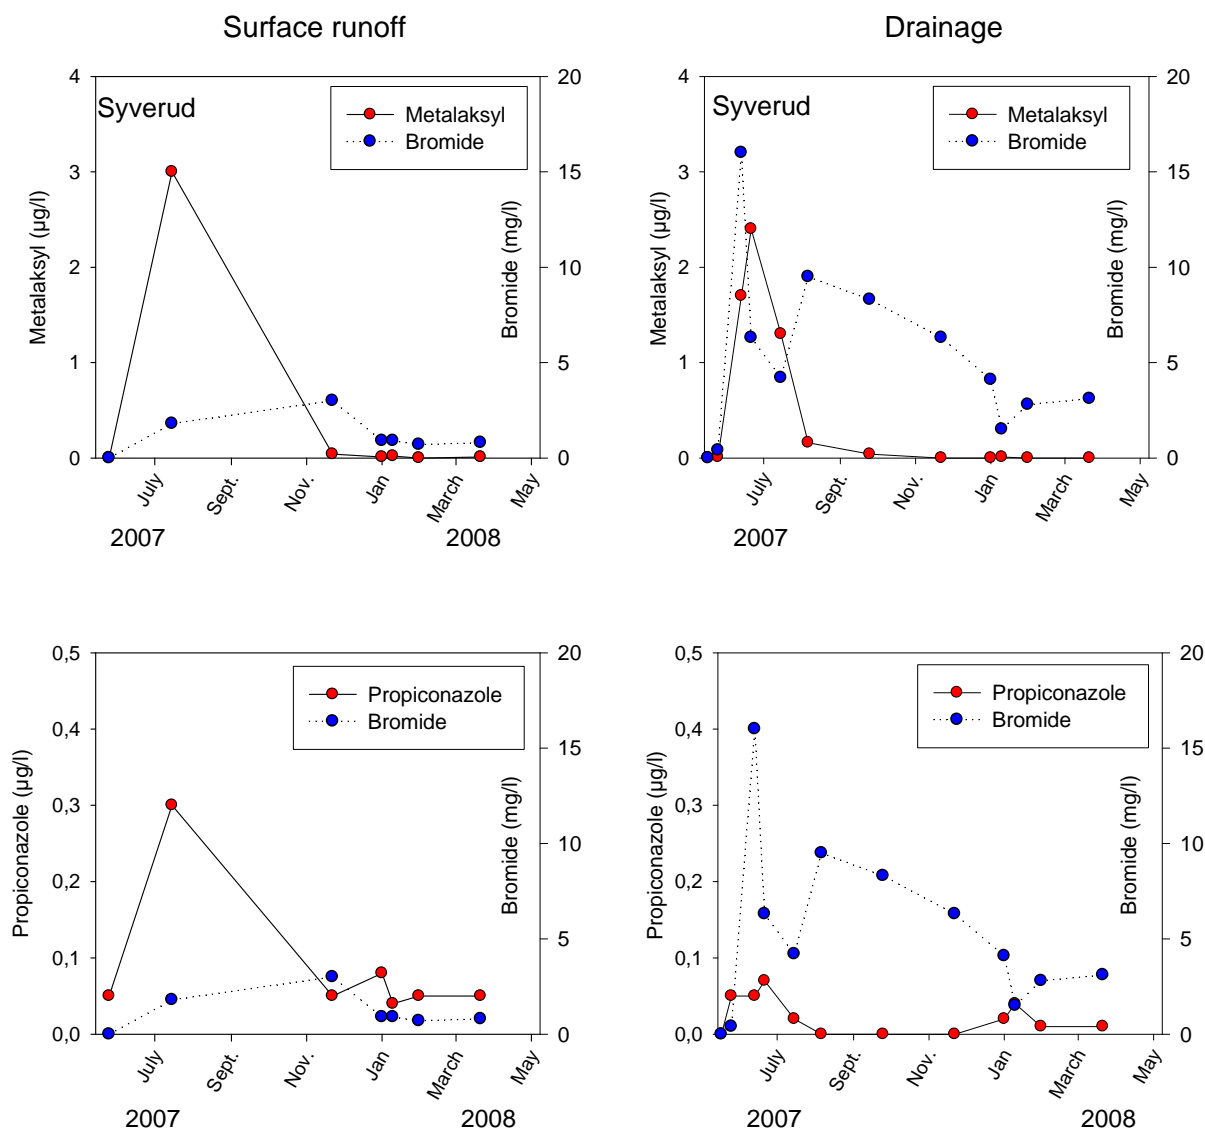 Surface runoff
Drainage
4
3
2
1
0
20
15
10
5
0
Syverud
Metalaksyl
Bromide
Metalaksyl (µg/l)
Bromide (mg/l)
July
Sept.
Nov.
Jan
March
May
2007
2008
4
3
2
1
0
20
15
10
5
0
Syverud
Metalaksyl
Bromide
Metalaksyl (µg/l)
Bromide (mg/l)
July
Sept.
Nov.
Jan
March
May
2007
0,5
0,4
0,3
0,2
0,1
0,0
20
15
10
5
0
Propiconazole
Bromide
Propiconazole (µg/l)
Bromide (mg/l)
July
Sept.
Nov.
Jan
March
May
2007
2008
0,5
0,4
0,3
0,2
0,1
0,0
20
15
10
5
0
Propiconazole
Bromide
Propiconazole (µg/l)
Bromide (mg/l)
July
Sept.
Nov.
Jan
March
May
2007
2008